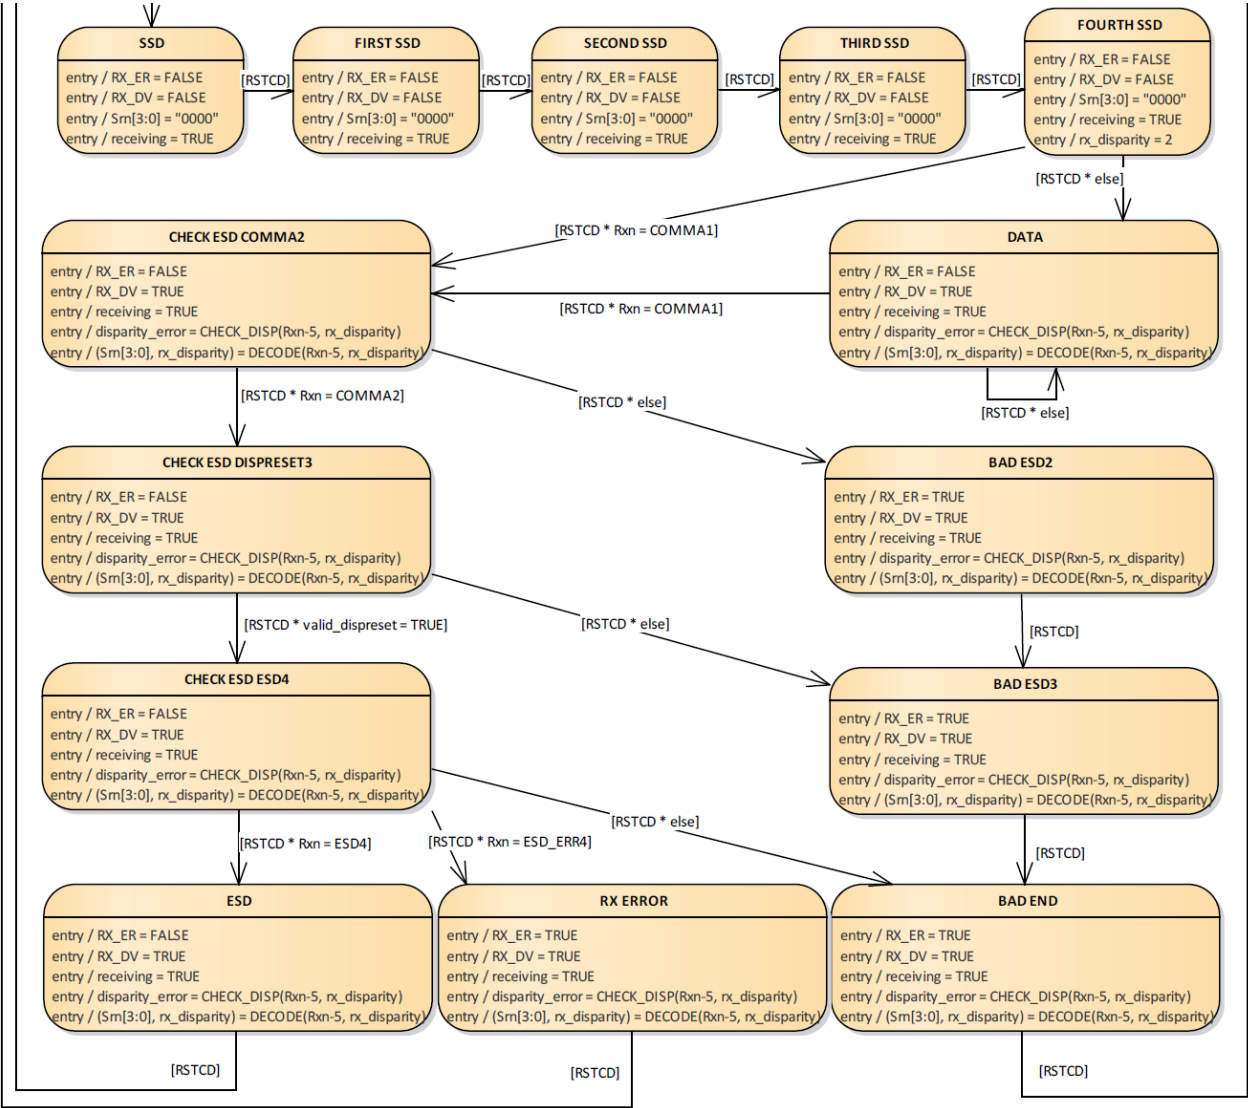 SSD
entry / RX_ER = FALSE
entry / RX_DV = FALSE
entry / Srn[3:0] = "0000"
entry / receiving = TRUE
[RSTCD]
FIRST SSD
entry / RX_ER = FALSE
entry / RX_DV = FALSE
entry / Srn[3:0] = "0000"
entry / receiving = TRUE
[RSTCD]
SECOND SSD
entry / RX_ER = FALSE
entry / RX_DV = FALSE
entry / Srn[3:0] = "0000"
entry / receiving = TRUE
[RSTCD]
THIRD SSD
entry / RX_ER = FALSE
entry / RX_DV = FALSE
entry / Srn[3:0] = "0000"
entry / receiving = TRUE
[RSTCD]
FOURTH SSD
entry / RX_ER = FALSE
entry / RX_DV = FALSE
entry / Srn[3:0] = "0000"
entry / receiving = TRUE
entry / rx_disparity = 2
[RSTCD * else]
[RSTCD * Rxn = COMMA1]
CHECK ESD COMMA2
entry / RX_ER = FALSE
entry / RX_DV = TRUE
entry / receiving = TRUE
entry / disparity_error = CHECK_DISP(Rxn-5, rx_disparity)
entry / (Srn[3:0], rx_disparity) = DECODE(Rxn-5, rx_disparity)
[RSTCD * Rxn = COMMA1]
DATA
entry / RX_ER = FALSE
entry / RX_DV = TRUE
entry / receiving = TRUE
entry / disparity_error = CHECK_DISP(Rxn-5, rx_disparity)
entry / (Srn[3:0], rx_disparity) = DECODE(Rxn-5, rx_disparity)
[RSTCD * Rxn = COMMA2]
[RSTCD * else]
[RSTCD * else]
CHECK ESD DISPRESET3
entry / RX_ER = FALSE
entry / RX_DV = TRUE
entry / receiving = TRUE
entry / disparity_error = CHECK_DISP(Rxn-5, rx_disparity)
entry / (Srn[3:0], rx_disparity) = DECODE(Rxn-5, rx_disparity)
BAD ESD2
entry / RX_ER = TRUE
entry / RX_DV = TRUE
entry / receiving = TRUE
entry / disparity_error = CHECK_DISP(Rxn-5, rx_disparity)
entry / (Srn[3:0], rx_disparity) = DECODE(Rxn-5, rx_disparity)
[RSTCD * valid_dispreset = TRUE]
[RSTCD * else]
[RSTCD]
CHECK ESD ESD4
entry / RX_ER = FALSE
entry / RX_DV = TRUE
entry / receiving = TRUE
entry / disparity_error = CHECK_DISP(Rxn-5, rx_disparity)
entry / (Srn[3:0], rx_disparity) = DECODE(Rxn-5, rx_disparity)
BAD ESD3
entry / RX_ER = TRUE
entry / RX_DV = TRUE
entry / receiving = TRUE
entry / disparity_error = CHECK_DISP(Rxn-5, rx_disparity)
entry / (Srn[3:0], rx_disparity) = DECODE(Rxn-5, rx_disparity)
[RSTCD * Rxn = ESD4]
[RSTCD * Rxn = ESD_ERR4]
[RSTCD * else]
[RSTCD]
ESD
entry / RX_ER = FALSE
entry / RX_DV = TRUE
entry / receiving = TRUE
entry / disparity_error = CHECK_DISP(Rxn-5, rx_disparity)
entry / (Srn[3:0], rx_disparity) = DECODE(Rxn-5, rx_disparity)
RX ERROR
entry / RX_ER = TRUE
entry / RX_DV = TRUE
entry / receiving = TRUE
entry / disparity_error = CHECK_DISP(Rxn-5, rx_disparity)
entry / (Srn[3:0], rx_disparity) = DECODE(Rxn-5, rx_disparity)
BAD END
entry / RX_ER = TRUE
entry / RX_DV = TRUE
entry / receiving = TRUE
entry / disparity_error = CHECK_DISP(Rxn-5, rx_disparity)
entry / (Srn[3:0], rx_disparity) = DECODE(Rxn-5, rx_disparity)
[RSTCD]
[RSTCD]
[RSTCD]